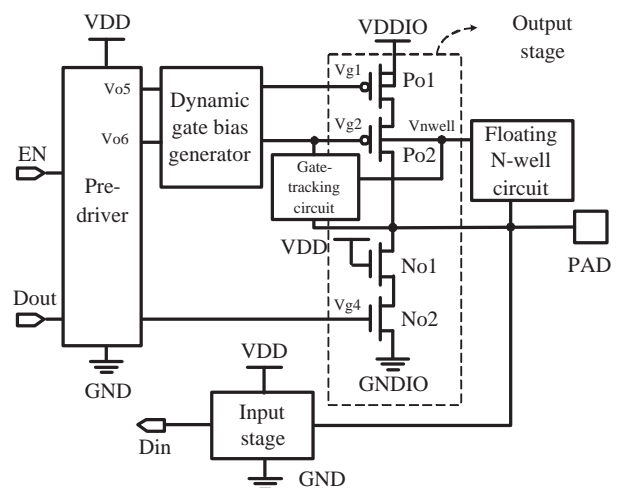 VDD
VDDIO
Output
stage
Vo5
Vo6
Dynamic
gate bias
generator
Vg1
Po1
Vg2
Vnwell
Po2
Floating
N-well
circuit
EN
Pre-
driver
Gate-
tracking
circuit
VDD
PAD
No1
Dout
Vg4
No2
GND
VDD
GNDIO
Input
stage
Din
GND